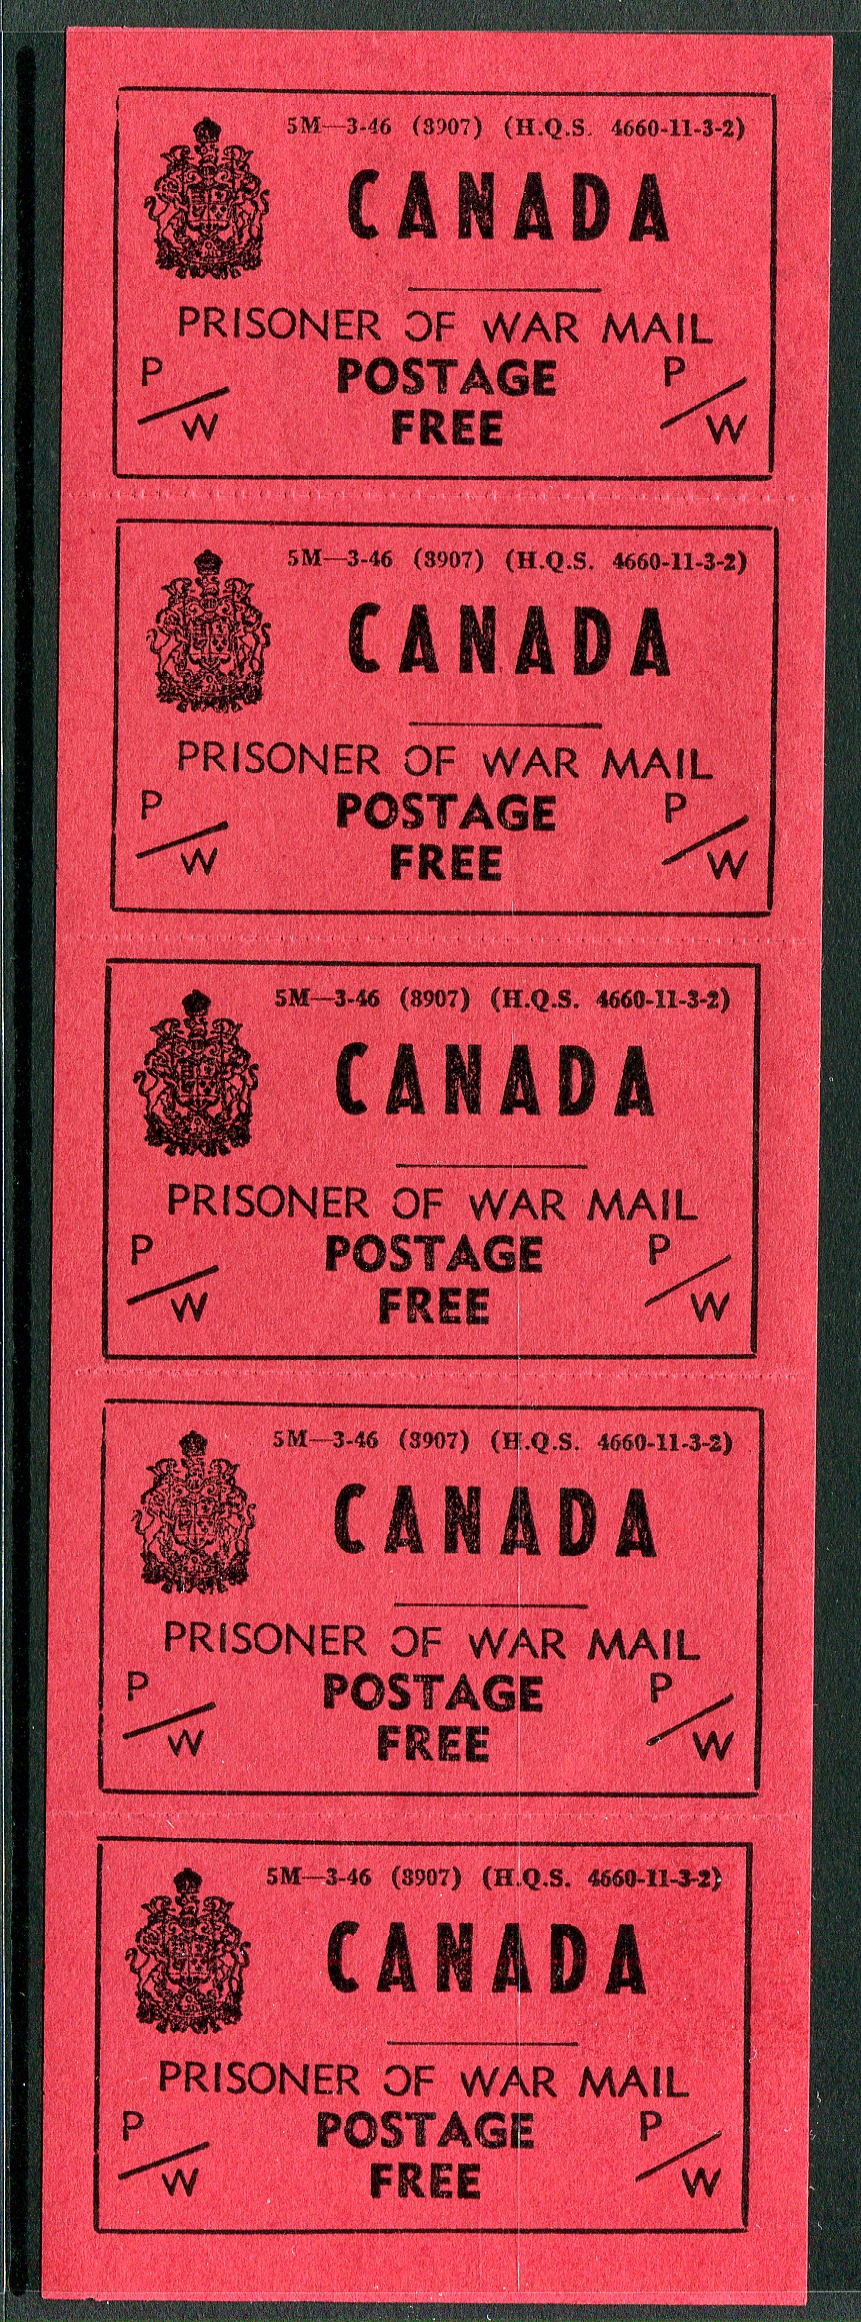 5M—3-46 (8907) (H.Q.S. 4660-11-3-2)
CANADA
PRISONER OF WAR MAIL
P/W POSTAGE P/W
FREE
5M—3-46 (8907) (H.Q.S. 4660-11-3-2)
CANADA
PRISONER OF WAR MAIL
P/W POSTAGE P/W
FREE
5M—3-46 (8907) (H.Q.S. 4660-11-3-2)
CANADA
PRISONER OF WAR MAIL
P/W POSTAGE P/W
FREE
5M—3-46 (8907) (H.Q.S. 4660-11-3-2)
CANADA
PRISONER OF WAR MAIL
P/W POSTAGE P/W
FREE
5M—3-46 (8907) (H.Q.S. 4660-11-3-2)
CANADA
PRISONER OF WAR MAIL
P/W POSTAGE P/W
FREE